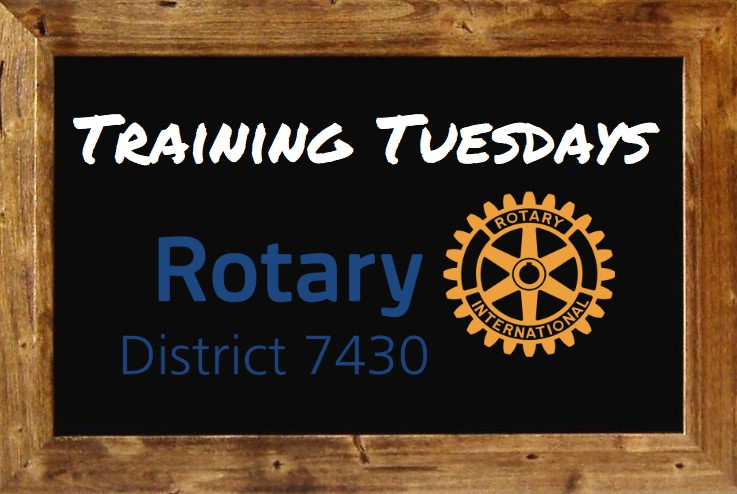 Training Tuesdays
Rotary
District 7430
ROTARY
INTERNATIONAL